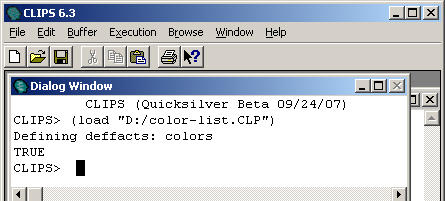 CLIPS 6.3
File Edit Buffer Execution Browse Window Help
Dialog Window
CLIPS (Quicksilver Beta 09/24/07)
CLIPS> (load "D:/color-list.CLP")
Defining deffacts: colors
TRUE
CLIPS>